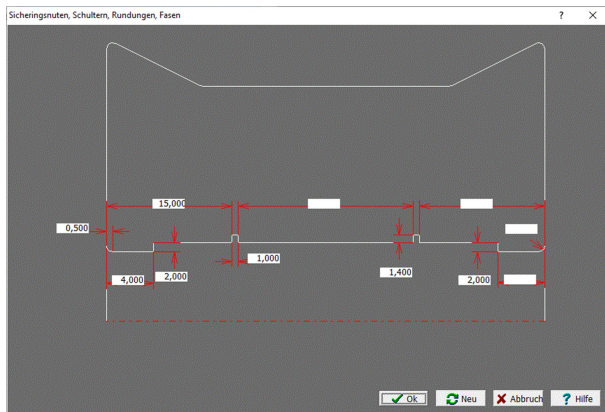 Sicheringsnuten, Schultern, Rundungen, Fasen
15,000
0,500
1,000
1,400
4,000
2,000
2,000
Ok
Neu
Abbruch
Hilfe